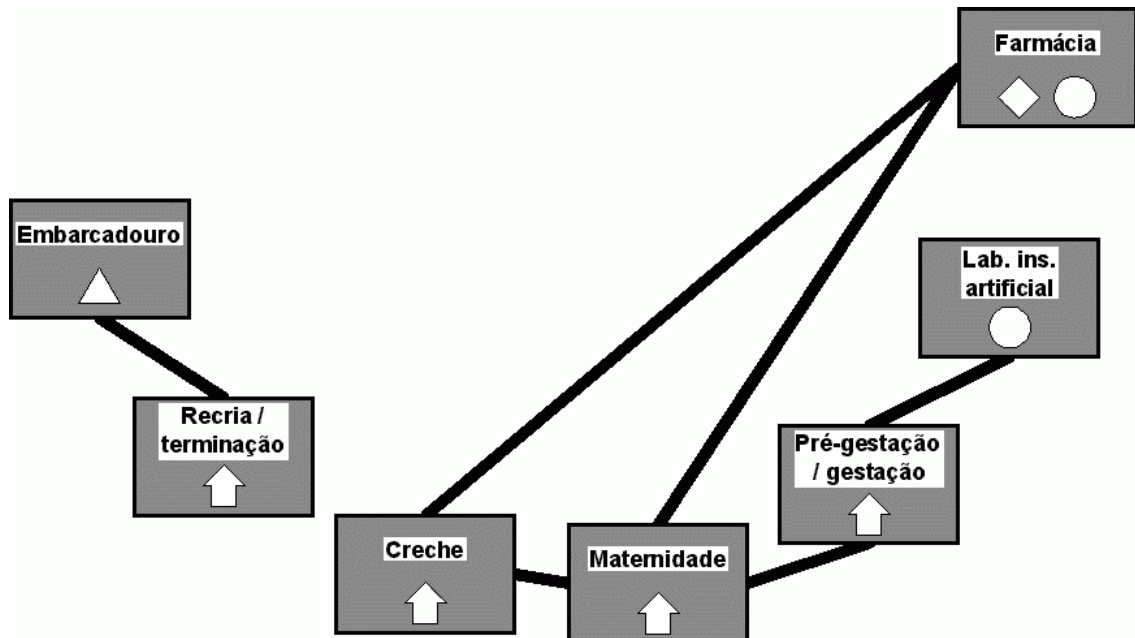 Farmácia
Embarcadouro
Lab. ins.
artificial
Recria /
terminação
Pré-gestação
/ gestação
Creche
Maternidade